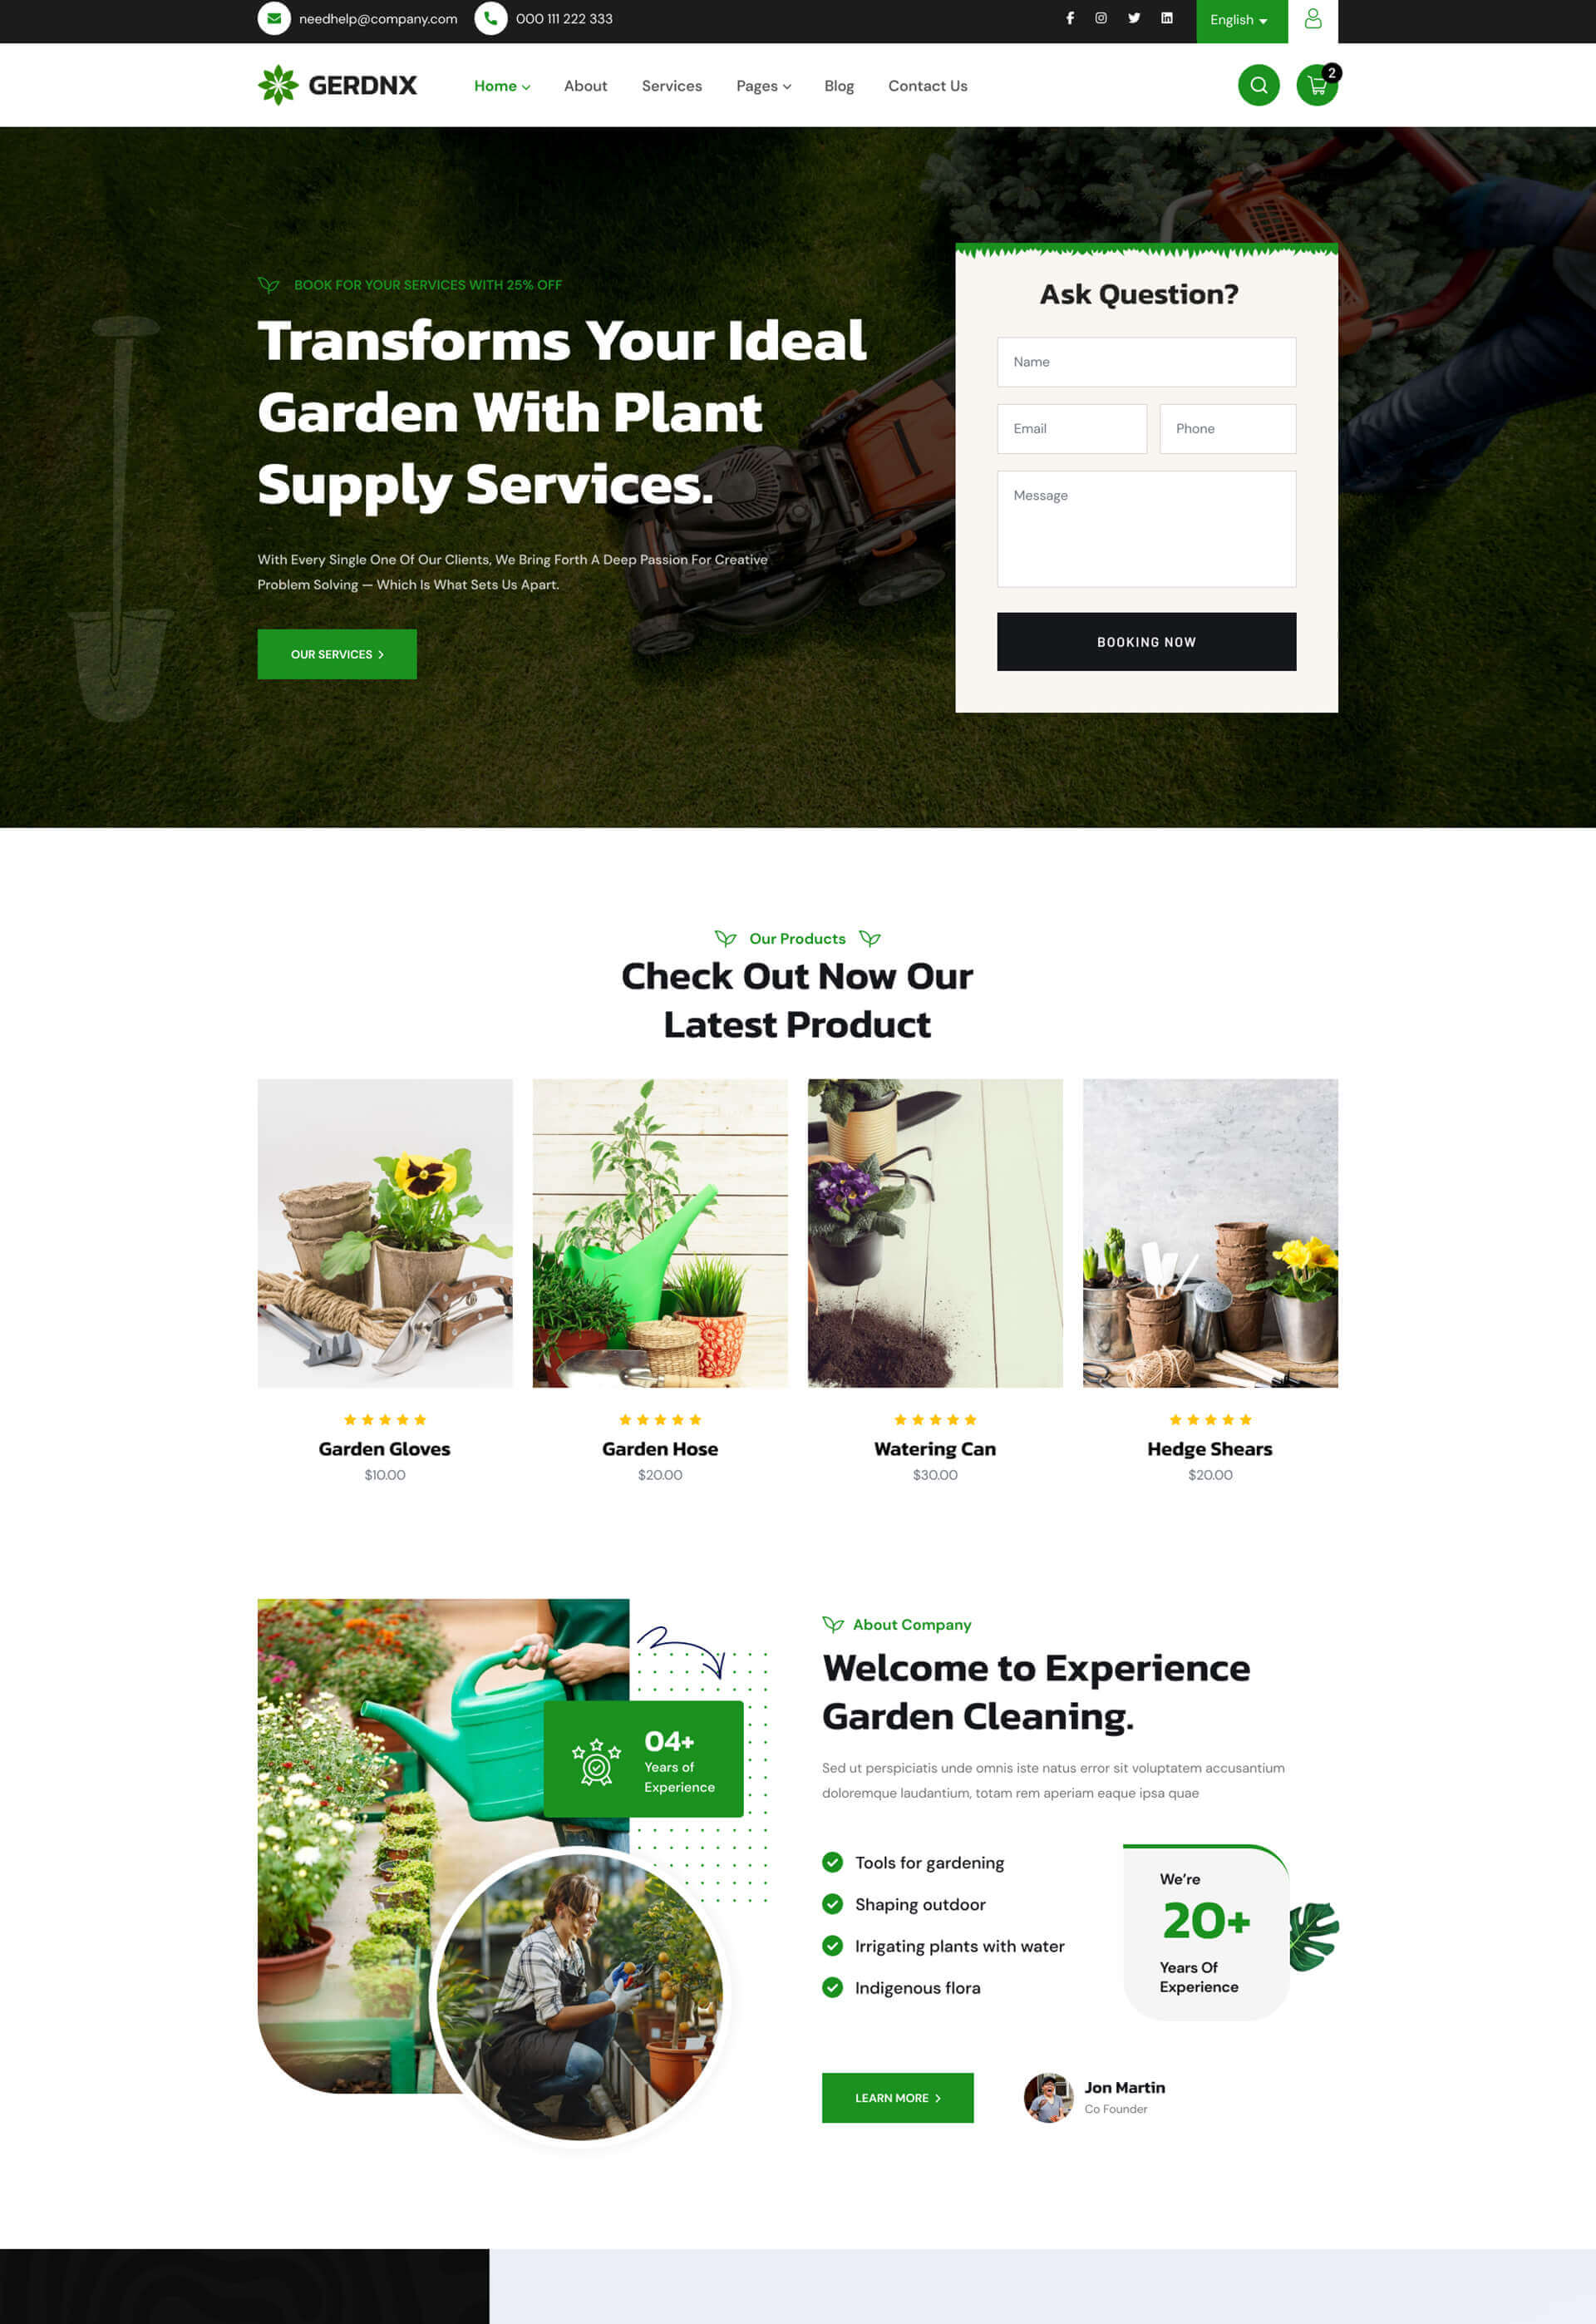 needhelp@company.com
000 111 222 333
English
GERDNX
Home
About
Services
Pages
Blog
Contact Us
2
BOOK FOR YOUR SERVICES WITH 25% OFF
Transforms Your Ideal
Garden With Plant
Supply Services.
With Every Single One Of Our Clients, We Bring Forth A Deep Passion For Creative
Problem Solving — Which Is What Sets Us Apart.
OUR SERVICES
Ask Question?
Name
Email
Phone
Message
BOOKING NOW
Our Products
Check Out Now Our
Latest Product
Garden Gloves
$10.00
Garden Hose
$20.00
Watering Can
$30.00
Hedge Shears
$20.00
04+
Years of
Experience
About Company
Welcome to Experience
Garden Cleaning.
Sed ut perspiciatis unde omnis iste natus error sit voluptatem accusantium
doloremque laudantium, totam rem aperiam eaque ipsa quae
Tools for gardening
Shaping outdoor
Irrigating plants with water
Indigenous flora
We're
20+
Years Of
Experience
LEARN MORE
Jon Martin
Co Founder